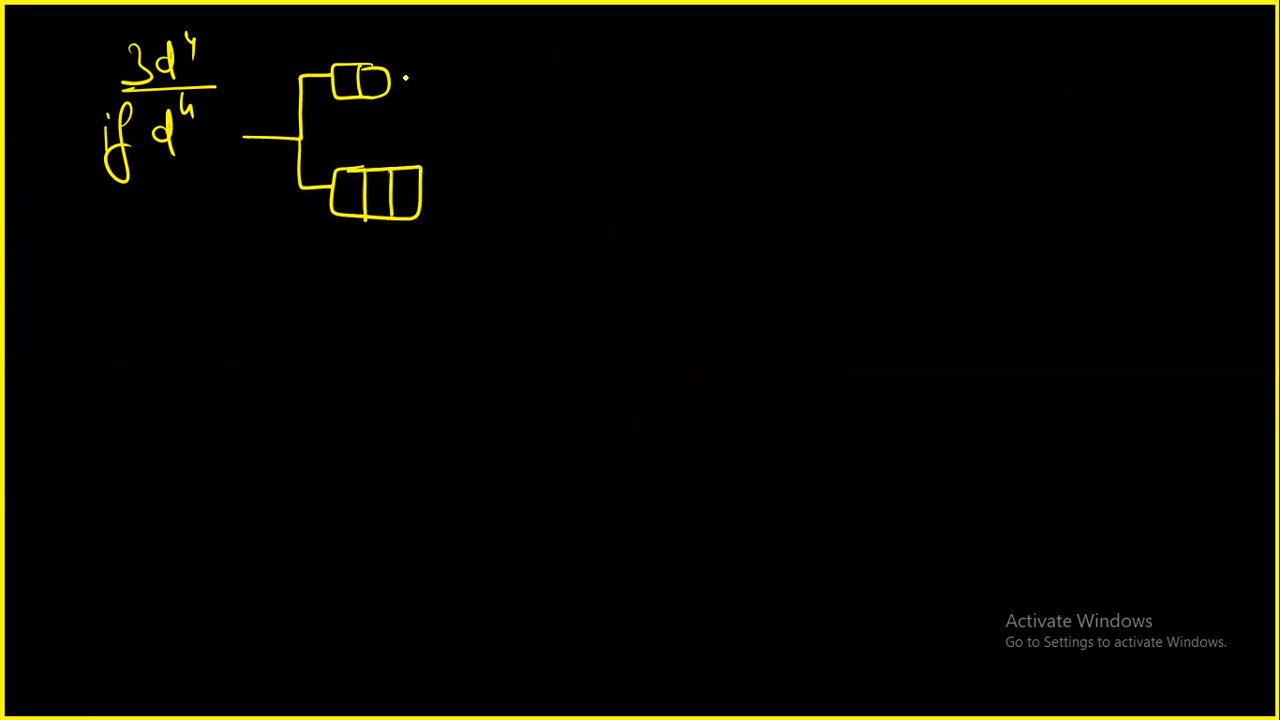 3d⁴
if d⁴
Activate Windows
Go to Settings to activate Windows.